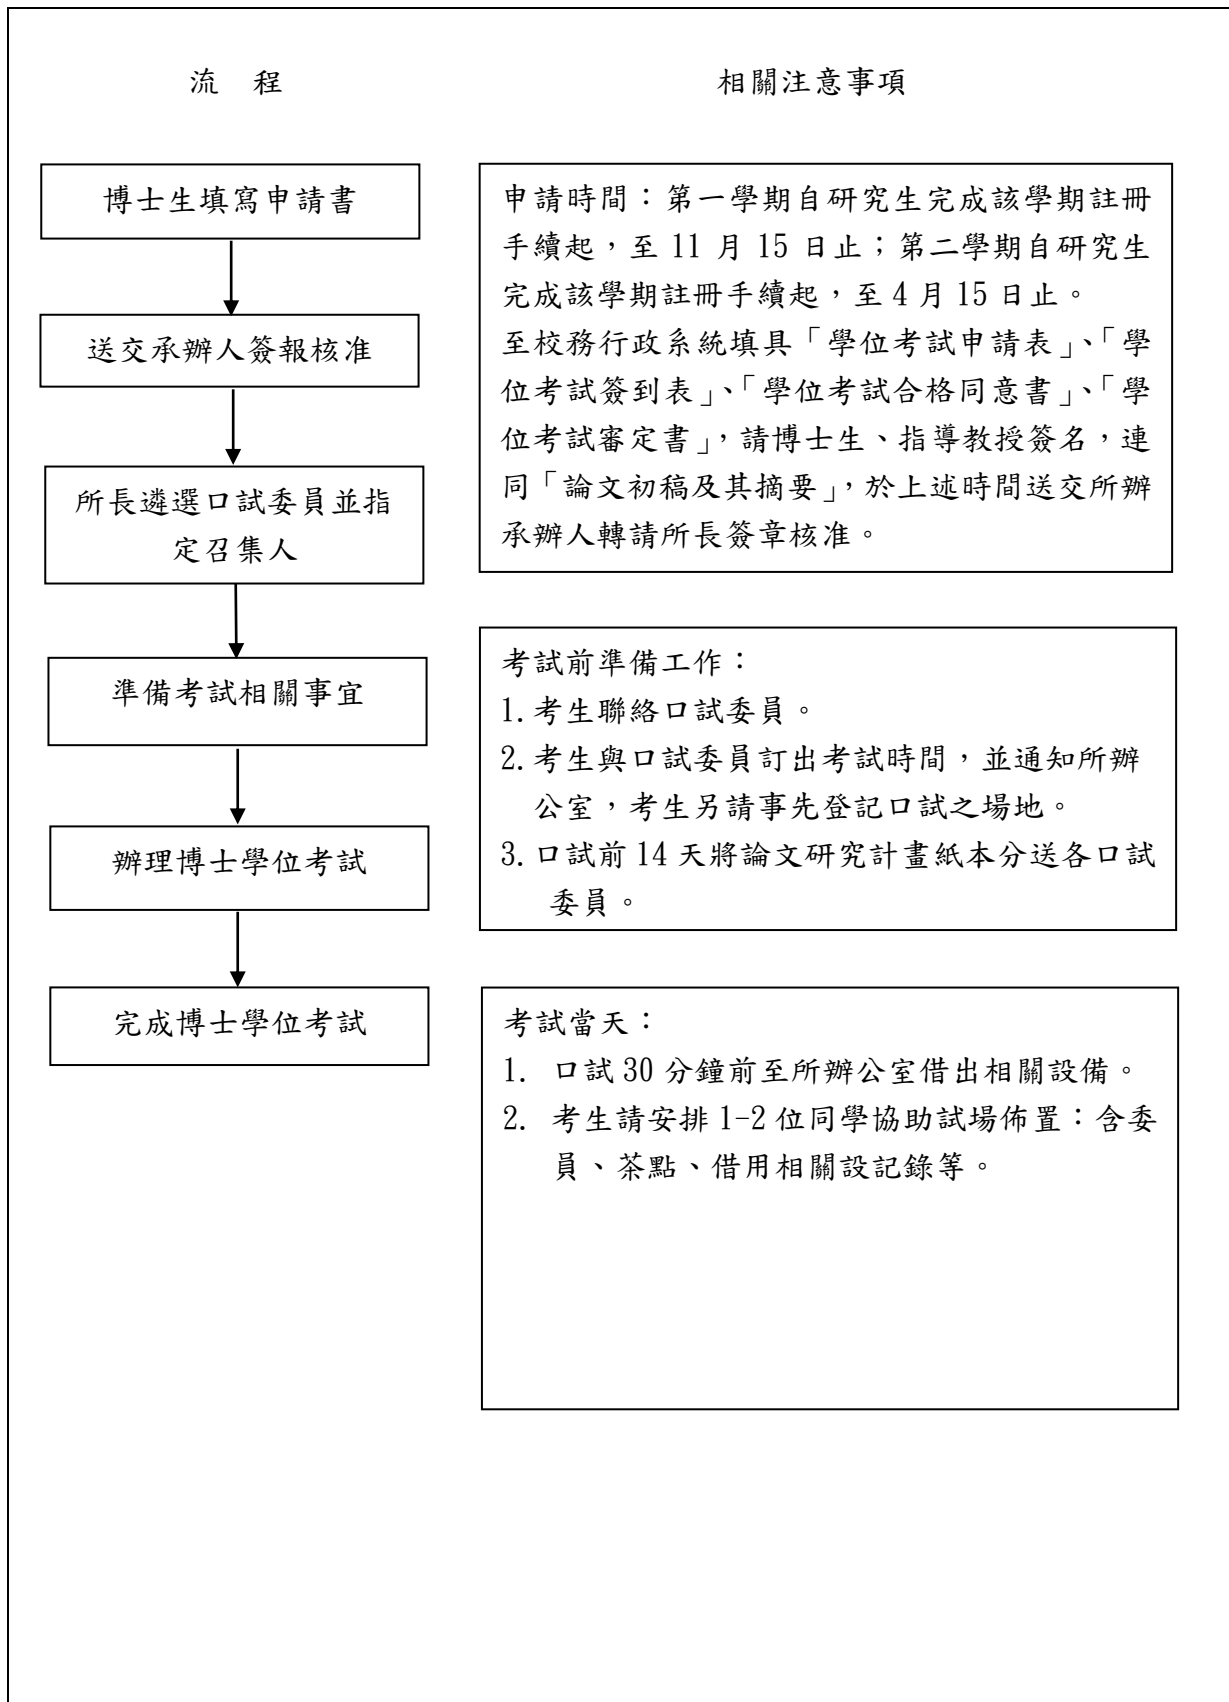 流　程
相關注意事項
博士生填寫申請書
送交承辦人簽報核准
所長遴選口試委員並指
定召集人
準備考試相關事宜
辦理博士學位考試
完成博士學位考試
申請時間：第一學期自研究生完成該學期註冊
手續起，至 11 月 15 日止；第二學期自研究生
完成該學期註冊手續起，至 4 月 15 日止。
至校務行政系統填具「學位考試申請表」、「學
位考試簽到表」、「學位考試合格同意書」、「學
位考試審定書」，請博士生、指導教授簽名，連
同「論文初稿及其摘要」，於上述時間送交所辦
承辦人轉請所長簽章核准。
考試前準備工作：
1. 考生聯絡口試委員。
2. 考生與口試委員訂出考試時間，並通知所辦
公室，考生另請事先登記口試之場地。
3. 口試前 14 天將論文研究計畫紙本分送各口試
委員。
考試當天：
1. 口試 30 分鐘前至所辦公室借出相關設備。
2. 考生請安排 1-2 位同學協助試場佈置：含委
員、茶點、借用相關設記錄等。